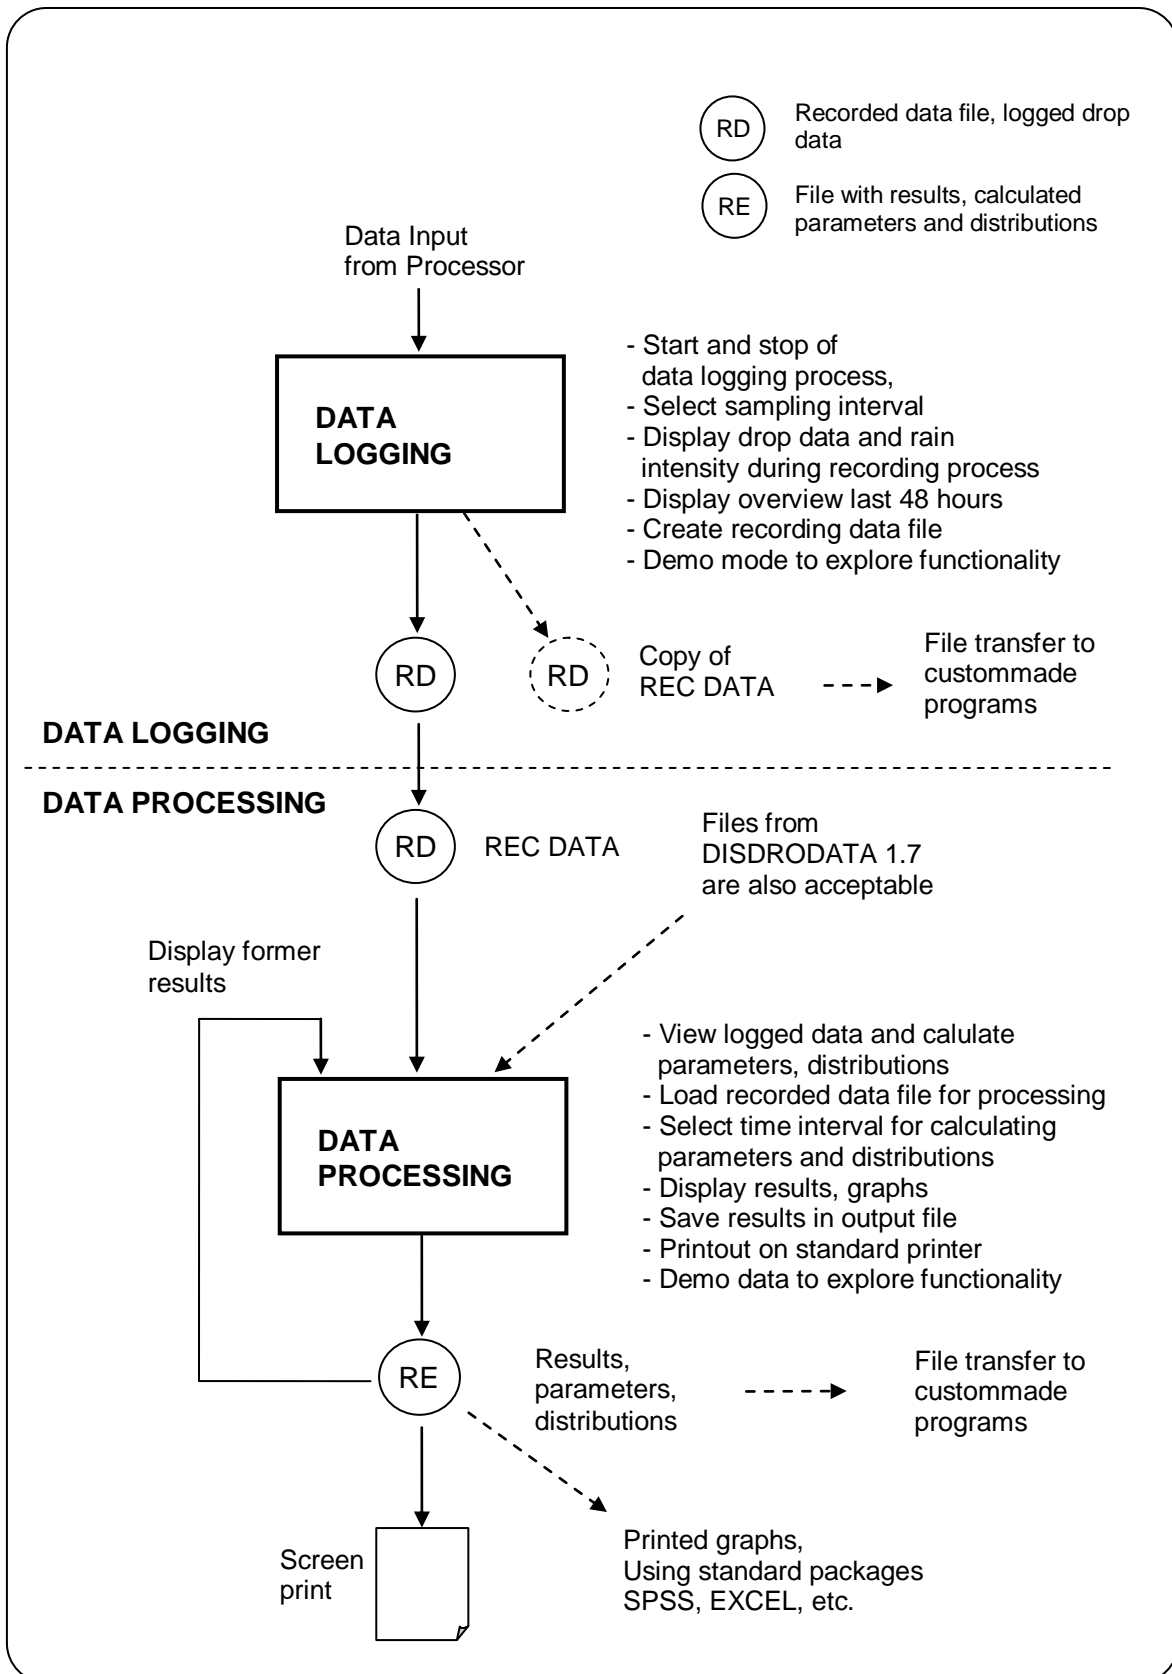 RD
Recorded data file, logged drop
data
RE
File with results, calculated
parameters and distributions
Data Input
from Processor
DATA
LOGGING
- Start and stop of
data logging process,
- Select sampling interval
- Display drop data and rain
intensity during recording process
- Display overview last 48 hours
- Create recording data file
- Demo mode to explore functionality
RD
RD
Copy of
REC DATA
File transfer to
custommade
programs
DATA LOGGING
DATA PROCESSING
RD
REC DATA
Files from
DISDRODATA 1.7
are also acceptable
Display former
results
DATA
PROCESSING
- View logged data and calulate
parameters, distributions
- Load recorded data file for processing
- Select time interval for calculating
parameters and distributions
- Display results, graphs
- Save results in output file
- Printout on standard printer
- Demo data to explore functionality
RE
Results,
parameters,
distributions
File transfer to
custommade
programs
Screen
print
Printed graphs,
Using standard packages
SPSS, EXCEL, etc.